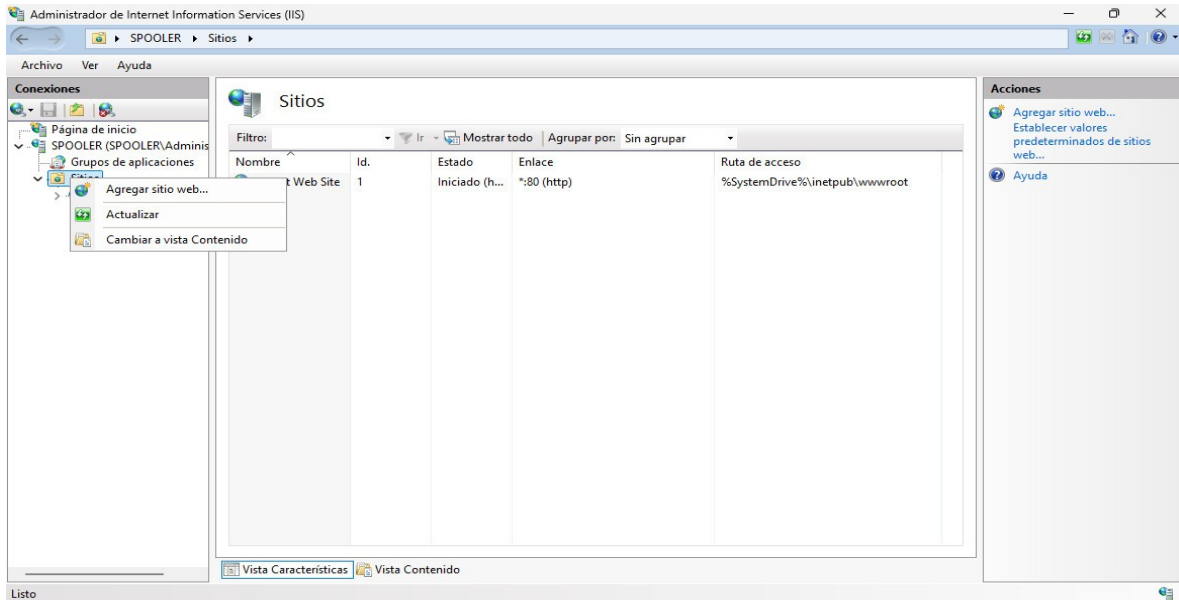 Administrador de Internet Information Services (IIS)
SPOOLER Sitios
Archivo Ver Ayuda
Conexiones
Página de inicio
SPOOLER (SPOOLER\Adminis
Grupos de aplicaciones
Sitios
Agregar sitio web...
Actualizar
Cambiar a vista Contenido
Sitios
Filtro: Ir Mostrar todo Agrupar por: Sin agrupar
Nombre Id. Estado Enlace Ruta de acceso
t Web Site 1 Iniciado (h... *:80 (http) %SystemDrive%\inetpub\wwwroot
Vista Características Vista Contenido
Acciones
Agregar sitio web...
Establecer valores
predeterminados de sitios
web...
Ayuda
Listo